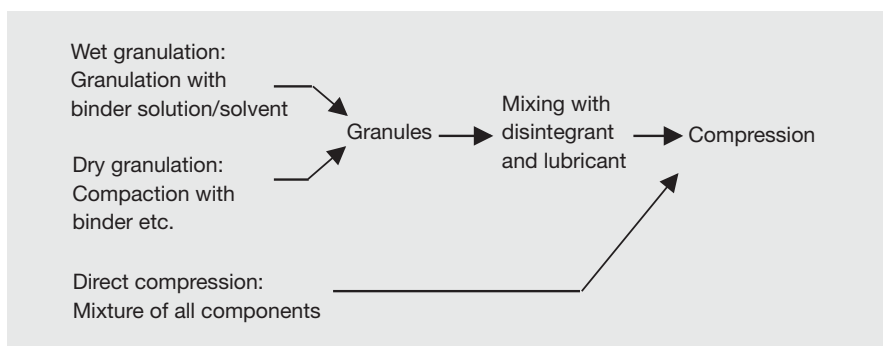 Wet granulation:
Granulation with
binder solution/solvent
Dry granulation:
Compaction with
binder etc.
Granules
Mixing with
disintegrant
and lubricant
Compression
Direct compression:
Mixture of all components